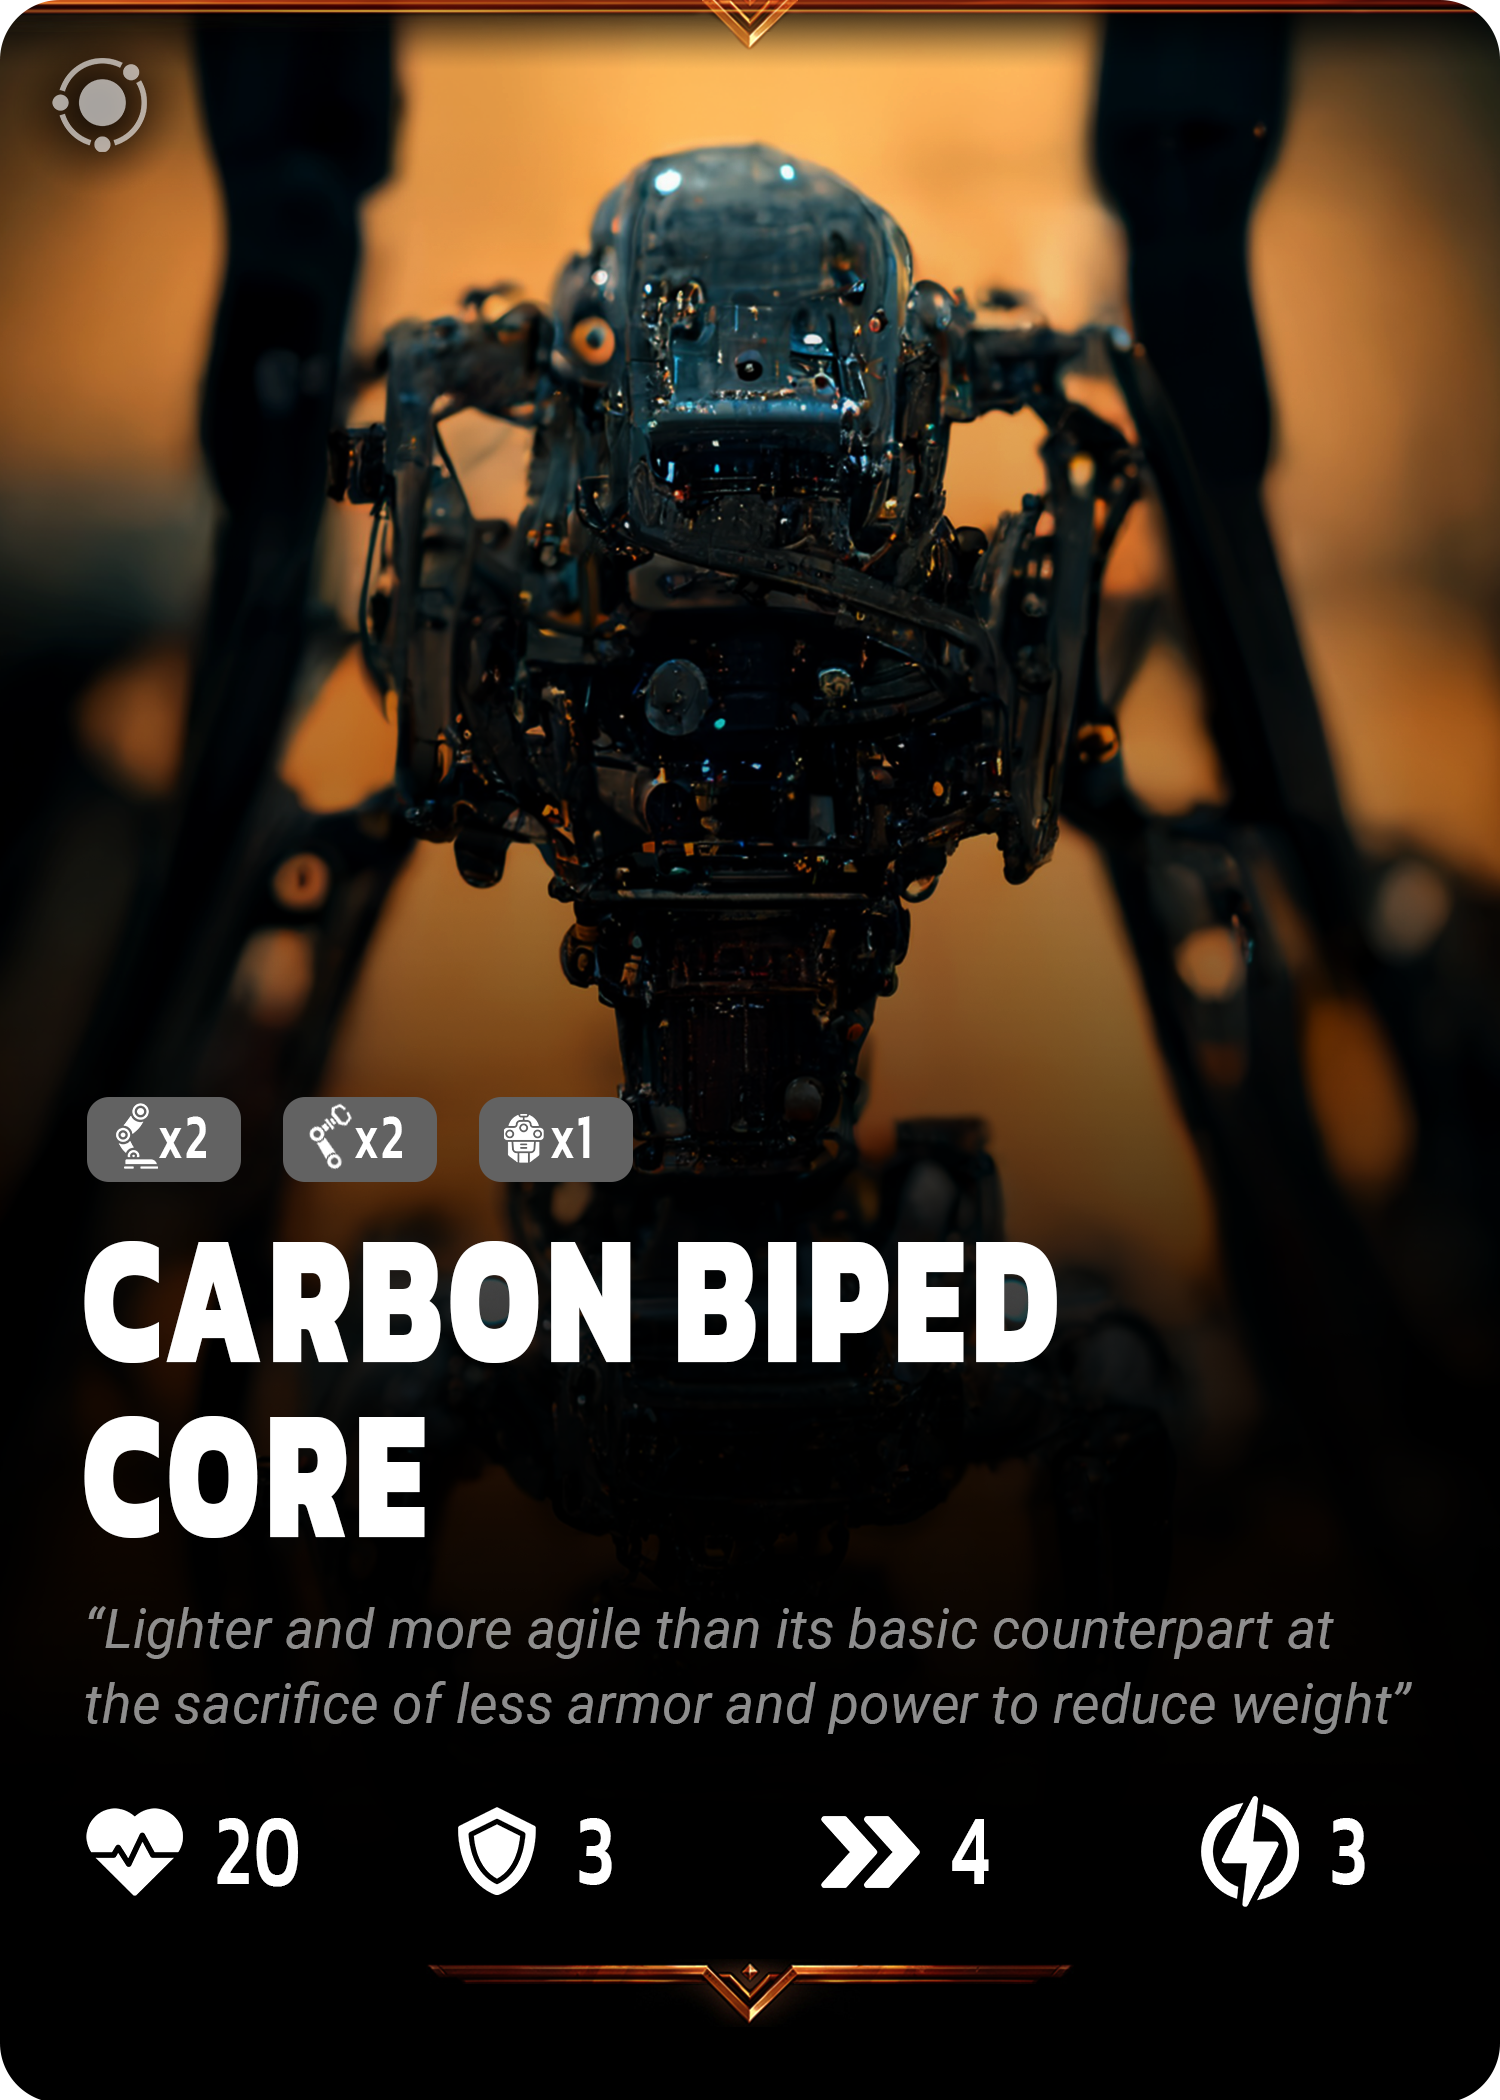 x2 x2 x1
CARBON BIPED
CORE
“Lighter and more agile than its basic counterpart at
the sacrifice of less armor and power to reduce weight”
20 3 4 3